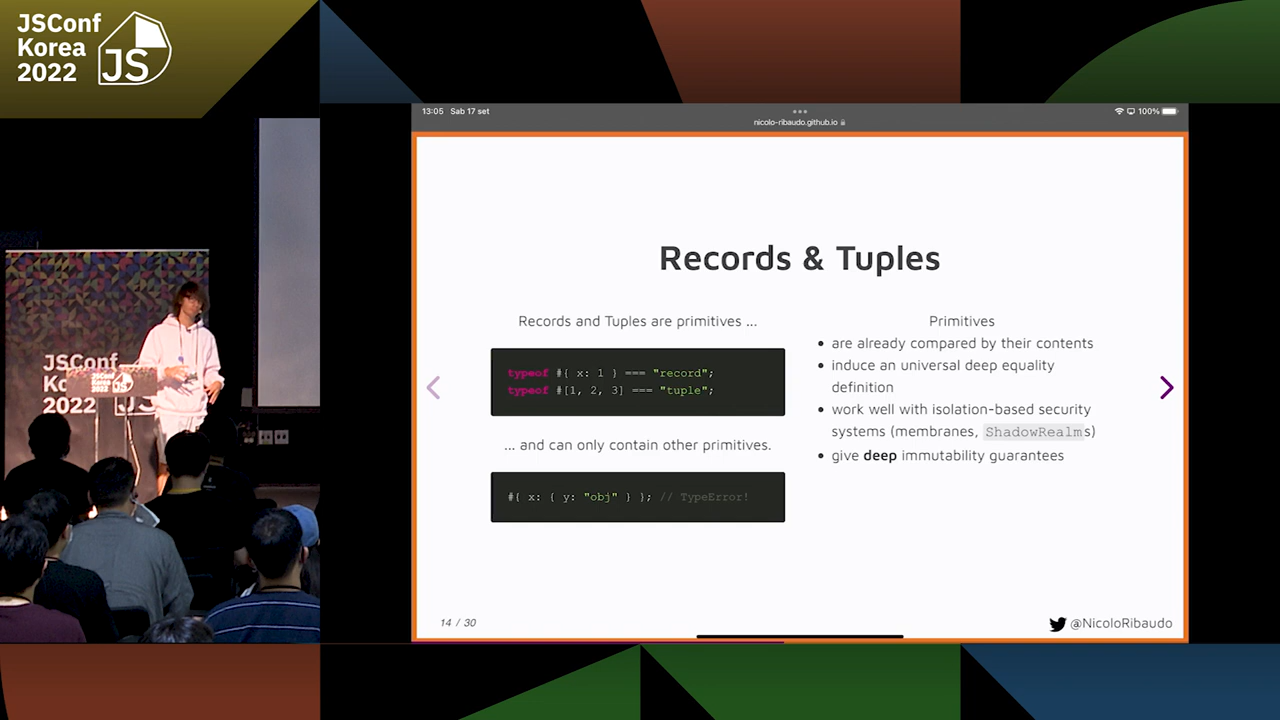 JSConf
Korea
2022
JS
13:05 Sab 17 set
nicolo-ribaudo.github.io
100%
Records & Tuples
Records and Tuples are primitives ...
typeof #{ x: 1 } === "record";
typeof #[1, 2, 3] === "tuple";
... and can only contain other primitives.
#{ x: { y: "obj" } }; // TypeError!
Primitives
• are already compared by their contents
• induce an universal deep equality
definition
• work well with isolation-based security
systems (membranes, ShadowRealms)
• give deep immutability guarantees
14 / 30
@NicoloRibaudo
JSConf
2022
JS